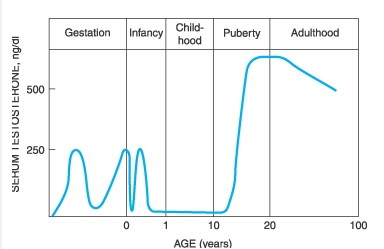 Gestation
Infancy
Child-
hood
Puberty
Adulthood
SERUM TESTOSTERONE, ng/dl
500
250
0
1
10
20
100
AGE (years)